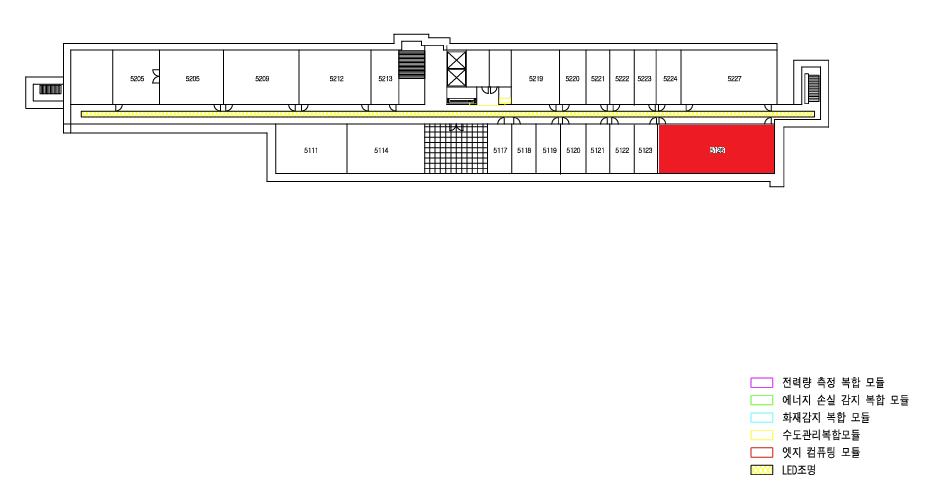 5205 5205 5209 5212 5213 5219 5220 5221 5222 5223 5224 5227
5111 5114 5117 5118 5119 5120 5121 5122 5123 5126
전력량 측정 복합 모듈
에너지 손실 감지 복합 모듈
화재감지 복합 모듈
수도관리복합모듈
엣지 컴퓨팅 모듈
LED조명